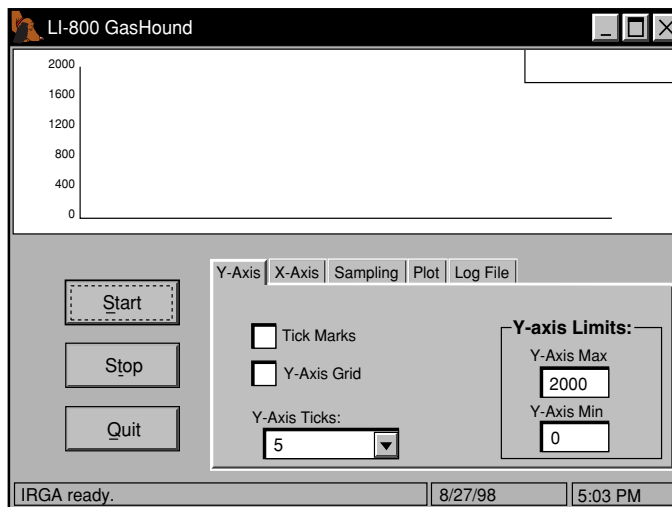 LI-800 GasHound
2000
1600
1200
800
400
0
Y-Axis X-Axis Sampling Plot Log File
Start
Stop
Quit
Tick Marks
Y-Axis Grid
Y-Axis Ticks:
5
Y-axis Limits:
Y-Axis Max
2000
Y-Axis Min
0
IRGA ready. 8/27/98 5:03 PM